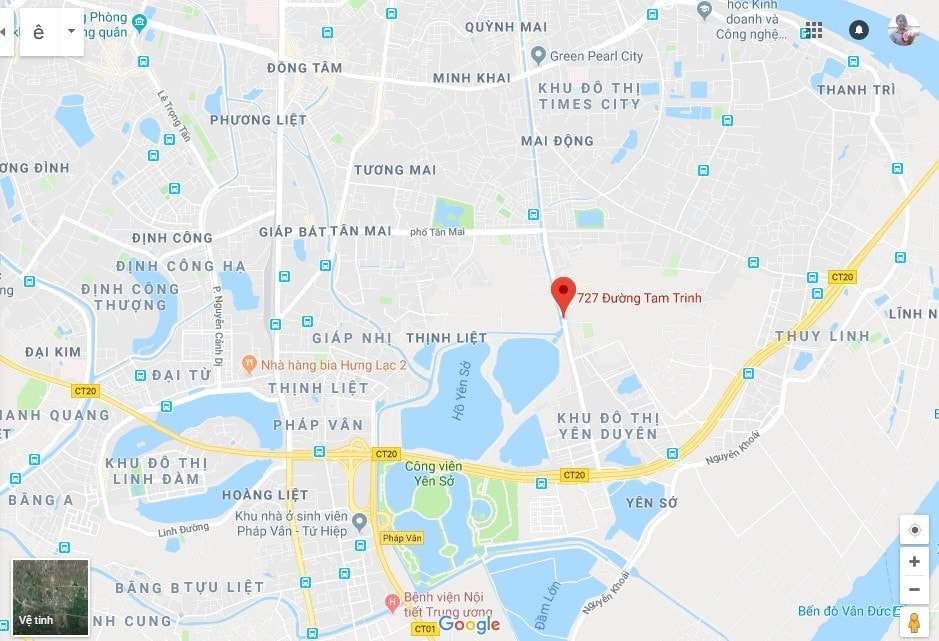 học Kinh
doanh và
Công nghệ...
QUỲNH MAI
Phòng
quân
ê
Green Pearl City
ĐỒNG TÂM
MINH KHAI
KHU ĐÔ THỊ
TIMES CITY
THANH TRÌ
Lê Trọng Tấn
PHƯƠNG LIỆT
MAI ĐỘNG
ƠNG ĐÌNH
TƯƠNG MAI
ĐỊNH CÔNG
GIÁP BÁT
TÂN MAI
phố Tân Mai
ĐỊNH CÔNG HẠ
CT20
ng
ĐỊNH CÔNG
THƯỢNG
727 Đường Tam Trinh
P. Nguyễn Cảnh Dị
LĨNH N
GIÁP NHỊ
THỊNH LIỆT
THUY LINH
ĐẠI KIM
Nhà hàng bia Hưng Lạc 2
ĐẠI TỪ
THỊNH LIỆT
Hồ Yên Sở
CT20
HANH QUANG
ỆT
PHÁP VÂN
KHU ĐÔ THỊ
YÊN DUYÊN
Nguyễn Khoái
CT20
KHU ĐÔ THỊ
LINH ĐÀM
Công viên
Yên Sở
CT20
BẰNG A
HOÀNG LIỆT
YÊN SỞ
Khu nhà ở sinh viên
Pháp Vân - Tứ Hiệp
Linh Đường
Pháp Vân
BẰNG B
TỰU LIỆT
Bệnh viện Nội
tiết Trung ương
Đầm Lớn
Nguyễn Khoái
Bến đò Văn Đức
Vệ tinh
NH CUNG
CT01
Google